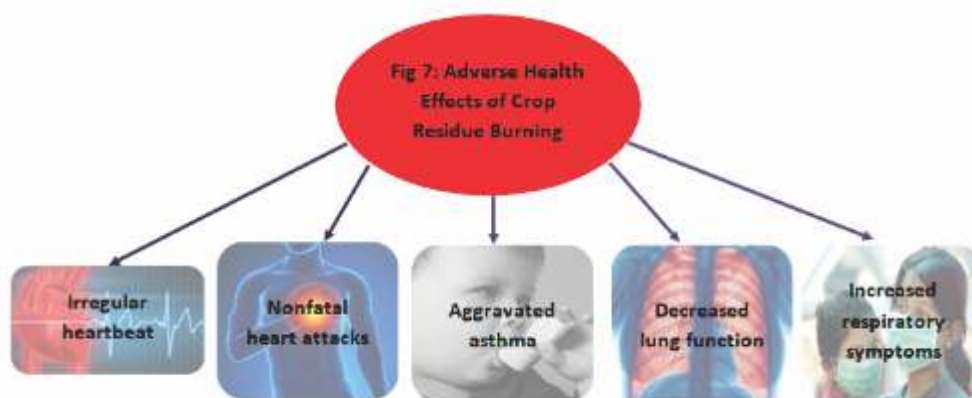 Fig 7: Adverse Health
Effects of Crop
Residue Burning
Irregular
heartbeat
Nonfatal
heart attacks
Aggravated
asthma
Decreased
lung function
Increased
respiratory
symptoms